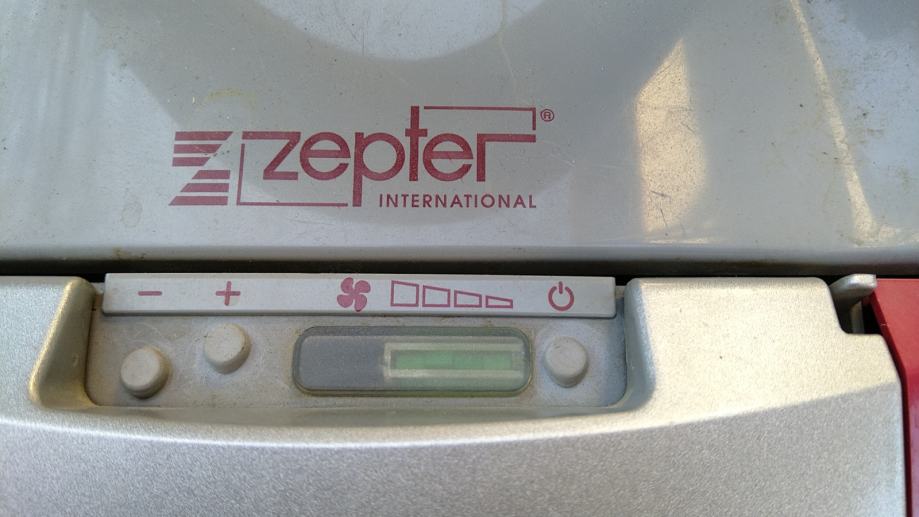 zepter®
INTERNATIONAL
- +